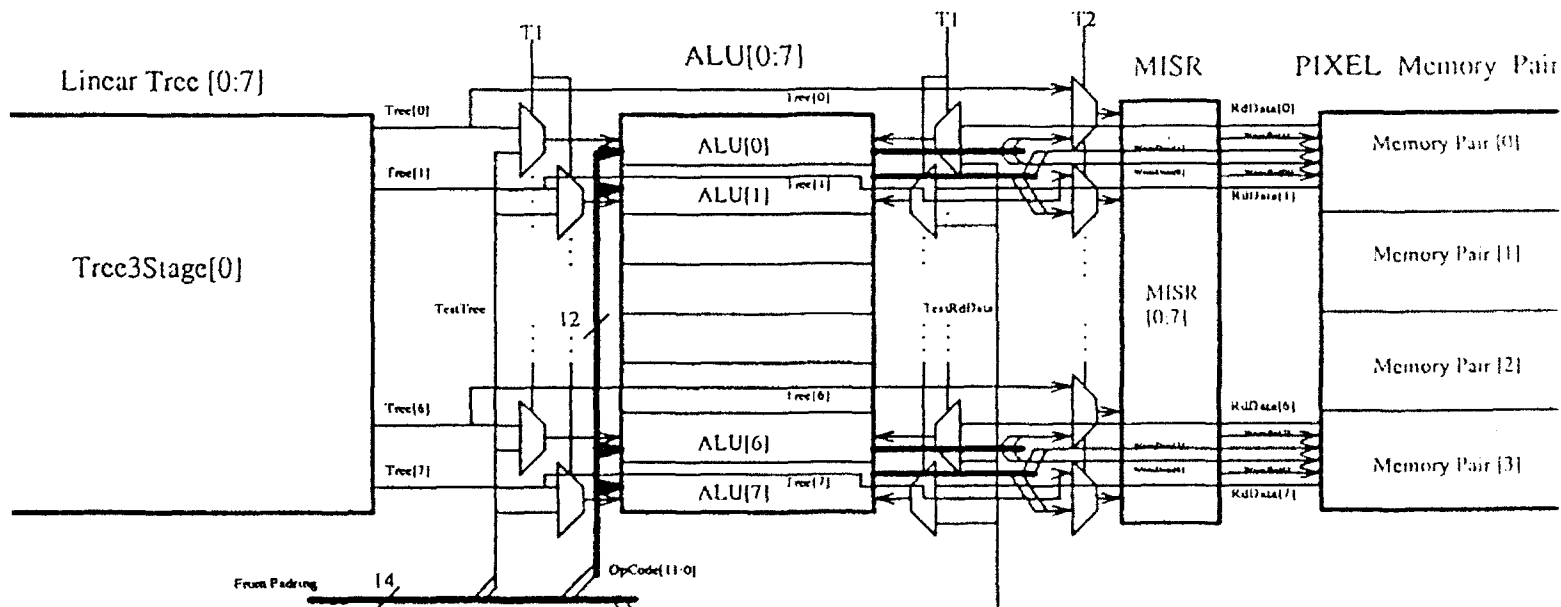 T1
T1
T2
Linear Tree [0:7]
ALU[0:7]
MISR
PIXEL Memory Pair
Tree[0]
Tree[0]
RdData[0]
ALU[0]
Memory Pair [0]
Tree[1]
Tree[1]
ALU[1]
RdData[1]
Tree3Stage[0]
Memory Pair [1]
TestTree
12
TestRdData
MISR
[0:7]
Memory Pair [2]
Tree[6]
Tree[6]
RdData[6]
ALU[6]
Memory Pair [3]
Tree[7]
Tree[7]
ALU[7]
RdData[7]
From Padring
14
OpCode[11:0]